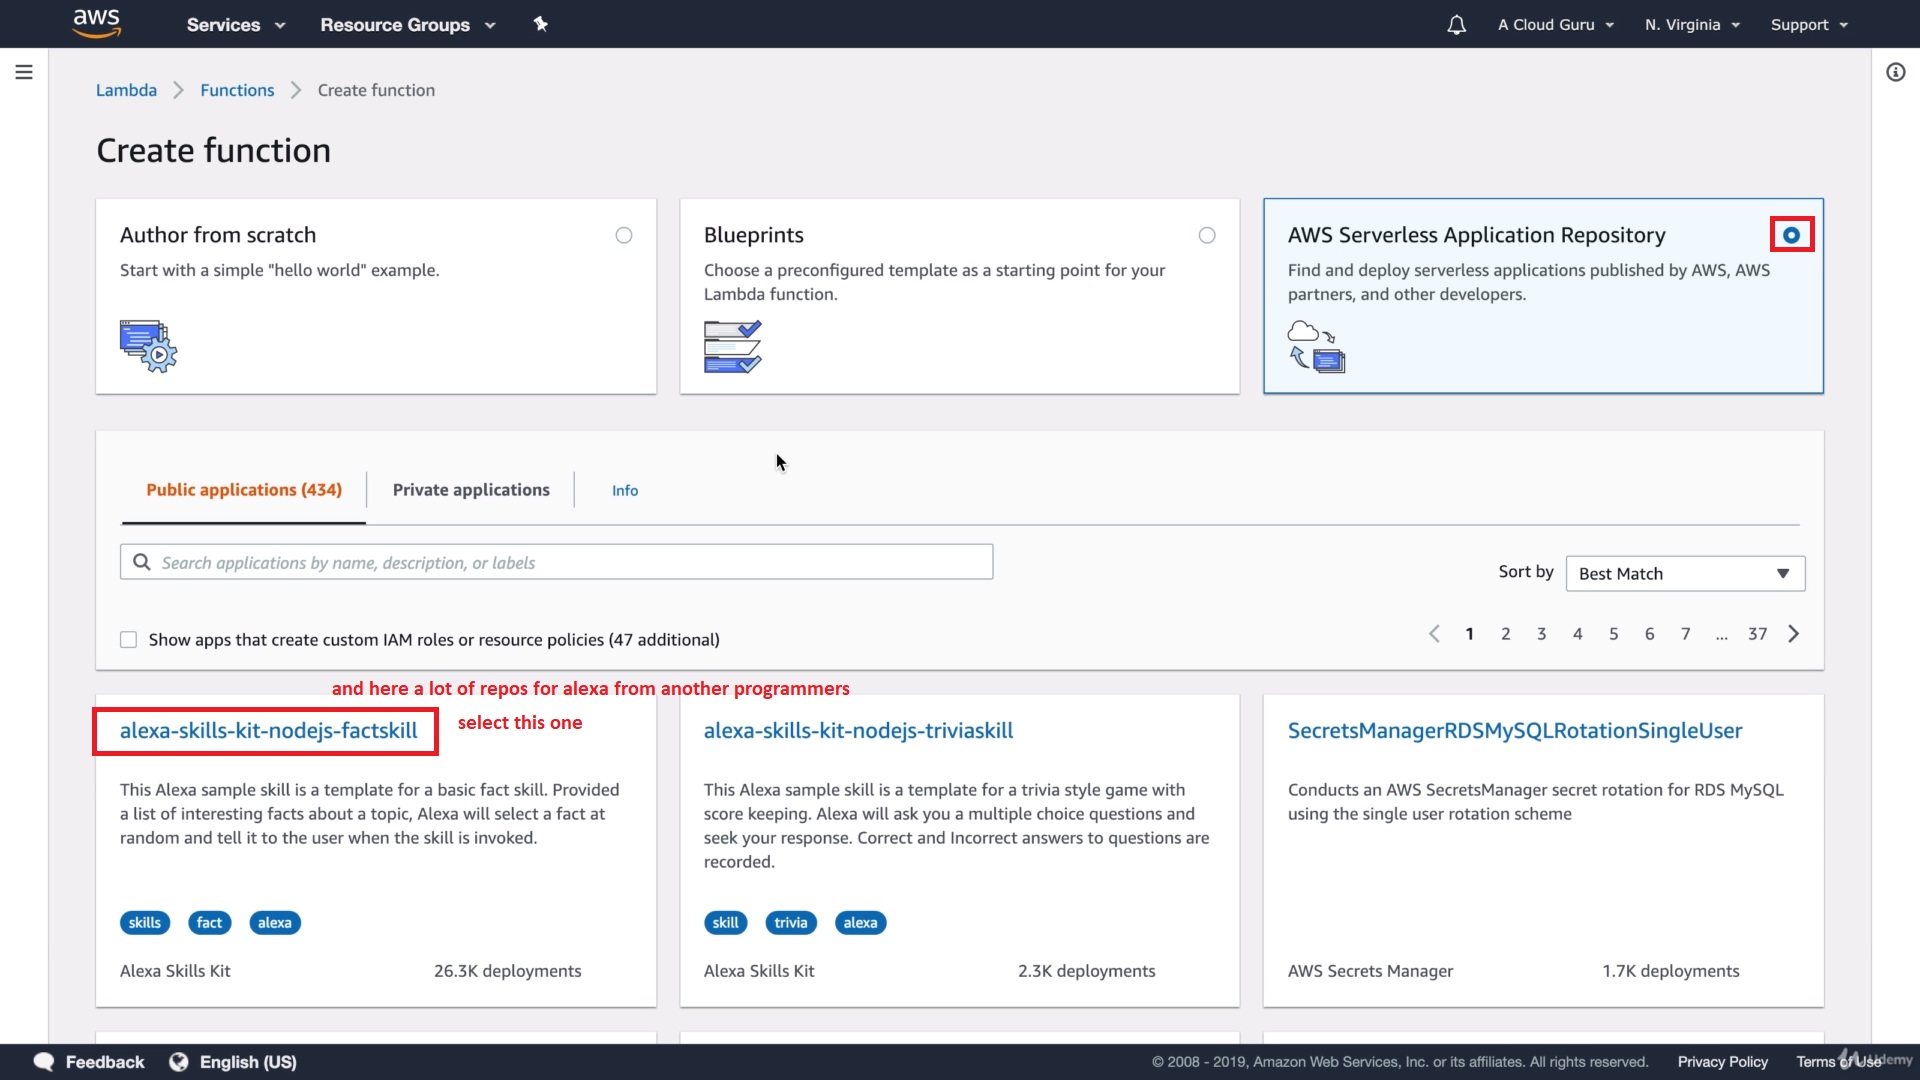 aws
Services
Resource Groups
A Cloud Guru
N. Virginia
Support
Lambda
Functions
Create function
Create function
Author from scratch
Start with a simple "hello world" example.
Blueprints
Choose a preconfigured template as a starting point for your
Lambda function.
AWS Serverless Application Repository
Find and deploy serverless applications published by AWS, AWS
partners, and other developers.
Public applications (434)
Private applications
Info
Search applications by name, description, or labels
Sort by
Best Match
Show apps that create custom IAM roles or resource policies (47 additional)
1 2 3 4 5 6 7 ... 37
and here a lot of repos for alexa from another programmers
select this one
alexa-skills-kit-nodejs-factskill
This Alexa sample skill is a template for a basic fact skill. Provided
a list of interesting facts about a topic, Alexa will select a fact at
random and tell it to the user when the skill is invoked.
skills fact alexa
Alexa Skills Kit
26.3K deployments
alexa-skills-kit-nodejs-triviaskill
This Alexa sample skill is a template for a trivia style game with
score keeping. Alexa will ask you a multiple choice questions and
seek your response. Correct and Incorrect answers to questions are
recorded.
skill trivia alexa
Alexa Skills Kit
2.3K deployments
SecretsManagerRDSMySQLRotationSingleUser
Conducts an AWS SecretsManager secret rotation for RDS MySQL
using the single user rotation scheme
AWS Secrets Manager
1.7K deployments
Feedback
English (US)
© 2008 - 2019, Amazon Web Services, Inc. or its affiliates. All rights reserved.
Privacy Policy
Terms of Use
Udemy